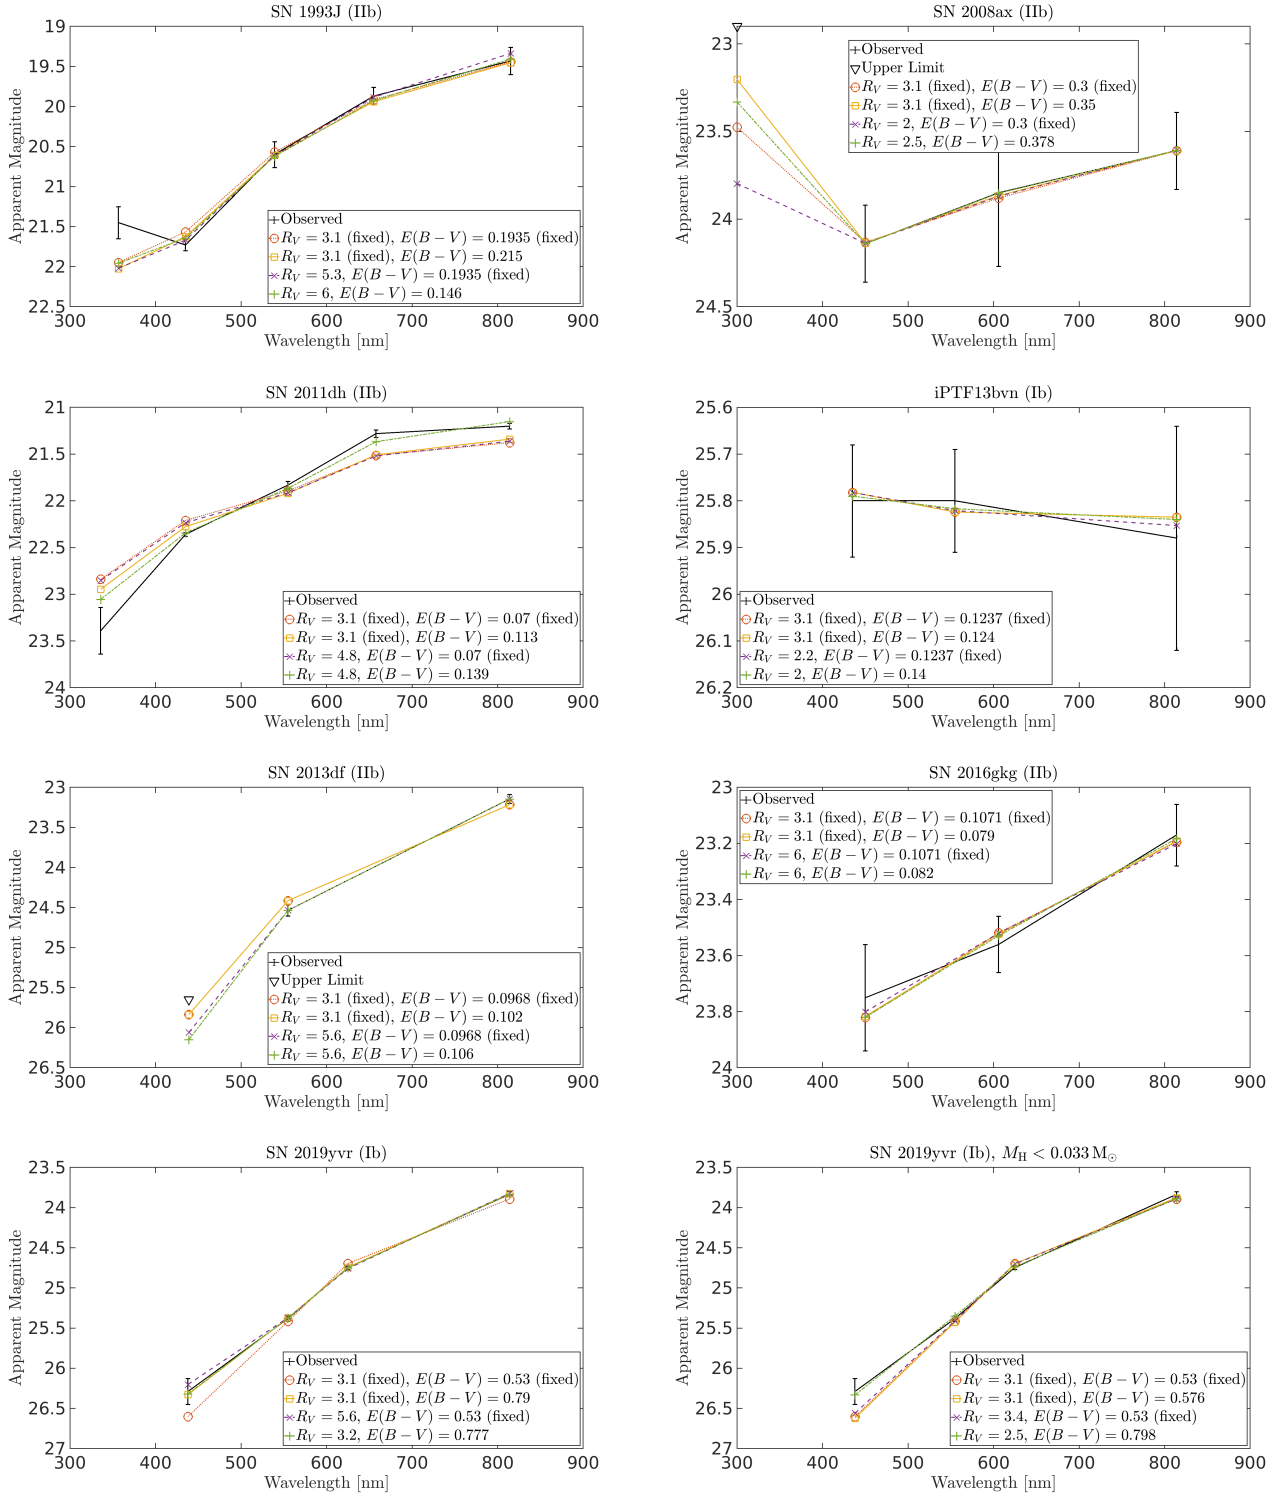 SN 1993J (IIb)
19
19.5
20
20.5
21
21.5
22
22.5
Apparent Magnitude
Observed
R_V = 3.1 (fixed), E(B − V) = 0.1935 (fixed)
R_V = 3.1 (fixed), E(B − V) = 0.215
R_V = 5.3, E(B − V) = 0.1935 (fixed)
R_V = 6, E(B − V) = 0.146
300 400 500 600 700 800 900
Wavelength [nm]
SN 2008ax (IIb)
23
23.5
24
24.5
Apparent Magnitude
Observed
Upper Limit
R_V = 3.1 (fixed), E(B − V) = 0.3 (fixed)
R_V = 3.1 (fixed), E(B − V) = 0.35
R_V = 2, E(B − V) = 0.3 (fixed)
R_V = 2.5, E(B − V) = 0.378
300 400 500 600 700 800 900
Wavelength [nm]
SN 2011dh (IIb)
21
21.5
22
22.5
23
23.5
24
Apparent Magnitude
Observed
R_V = 3.1 (fixed), E(B − V) = 0.07 (fixed)
R_V = 3.1 (fixed), E(B − V) = 0.113
R_V = 4.8, E(B − V) = 0.07 (fixed)
R_V = 4.8, E(B − V) = 0.139
300 400 500 600 700 800 900
Wavelength [nm]
iPTF13bvn (Ib)
25.6
25.7
25.8
25.9
26
26.1
26.2
Apparent Magnitude
Observed
R_V = 3.1 (fixed), E(B − V) = 0.1237 (fixed)
R_V = 3.1 (fixed), E(B − V) = 0.124
R_V = 2.2, E(B − V) = 0.1237 (fixed)
R_V = 2, E(B − V) = 0.14
300 400 500 600 700 800 900
Wavelength [nm]
SN 2013df (IIb)
23
23.5
24
24.5
25
25.5
26
26.5
Apparent Magnitude
Observed
Upper Limit
R_V = 3.1 (fixed), E(B − V) = 0.0968 (fixed)
R_V = 3.1 (fixed), E(B − V) = 0.102
R_V = 5.6, E(B − V) = 0.0968 (fixed)
R_V = 5.6, E(B − V) = 0.106
300 400 500 600 700 800 900
Wavelength [nm]
SN 2016gkg (IIb)
23
23.2
23.4
23.6
23.8
24
Apparent Magnitude
Observed
R_V = 3.1 (fixed), E(B − V) = 0.1071 (fixed)
R_V = 3.1 (fixed), E(B − V) = 0.079
R_V = 6, E(B − V) = 0.1071 (fixed)
R_V = 6, E(B − V) = 0.082
300 400 500 600 700 800 900
Wavelength [nm]
SN 2019yvr (Ib)
23.5
24
24.5
25
25.5
26
26.5
27
Apparent Magnitude
Observed
R_V = 3.1 (fixed), E(B − V) = 0.53 (fixed)
R_V = 3.1 (fixed), E(B − V) = 0.79
R_V = 5.6, E(B − V) = 0.53 (fixed)
R_V = 3.2, E(B − V) = 0.777
300 400 500 600 700 800 900
Wavelength [nm]
SN 2019yvr (Ib), M_H < 0.033 M_⊙
23.5
24
24.5
25
25.5
26
26.5
27
Apparent Magnitude
Observed
R_V = 3.1 (fixed), E(B − V) = 0.53 (fixed)
R_V = 3.1 (fixed), E(B − V) = 0.576
R_V = 3.4, E(B − V) = 0.53 (fixed)
R_V = 2.5, E(B − V) = 0.798
300 400 500 600 700 800 900
Wavelength [nm]